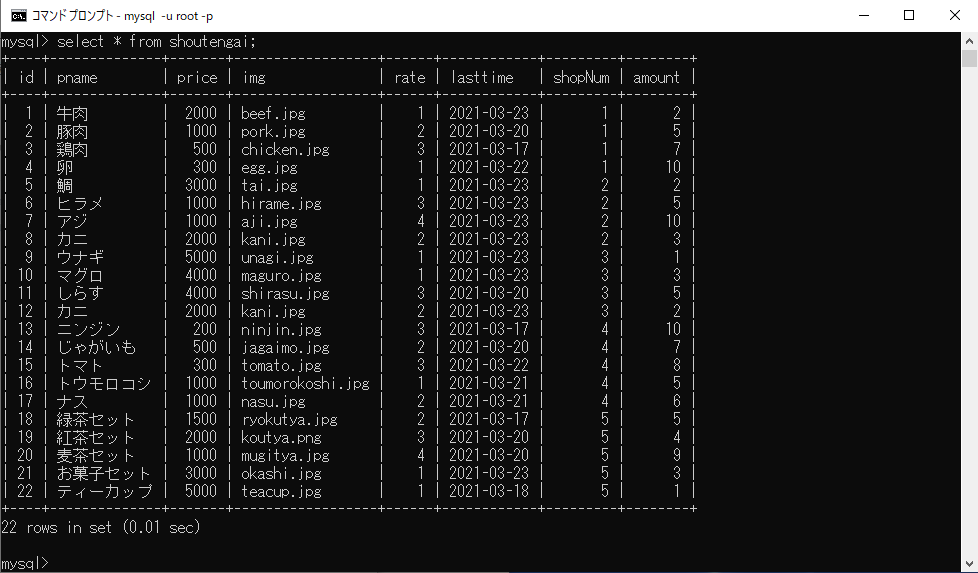 コマンド プロンプト - mysql -u root -p
mysql> select * from shoutengai;
+----+--------------+-------+------------------+------+------------+---------+--------+
| id | pname | price | img | rate | lasttime | shopNum | amount |
+----+--------------+-------+------------------+------+------------+---------+--------+
| 1 | 牛肉 | 2000 | beef.jpg | 1 | 2021-03-23 | 1 | 2 |
| 2 | 豚肉 | 1000 | pork.jpg | 2 | 2021-03-20 | 1 | 5 |
| 3 | 鶏肉 | 500 | chicken.jpg | 3 | 2021-03-17 | 1 | 7 |
| 4 | 卵 | 300 | egg.jpg | 1 | 2021-03-22 | 1 | 10 |
| 5 | 鯛 | 3000 | tai.jpg | 1 | 2021-03-23 | 2 | 2 |
| 6 | ヒラメ | 1000 | hirame.jpg | 3 | 2021-03-23 | 2 | 5 |
| 7 | アジ | 1000 | aji.jpg | 4 | 2021-03-23 | 2 | 10 |
| 8 | カニ | 2000 | kani.jpg | 2 | 2021-03-23 | 2 | 3 |
| 9 | ウナギ | 5000 | unagi.jpg | 1 | 2021-03-23 | 3 | 1 |
| 10 | マグロ | 4000 | maguro.jpg | 1 | 2021-03-23 | 3 | 3 |
| 11 | しらす | 4000 | shirasu.jpg | 3 | 2021-03-20 | 3 | 5 |
| 12 | カニ | 2000 | kani.jpg | 2 | 2021-03-23 | 3 | 2 |
| 13 | ニンジン | 200 | ninjin.jpg | 3 | 2021-03-17 | 4 | 10 |
| 14 | じゃがいも | 500 | jagaimo.jpg | 2 | 2021-03-20 | 4 | 7 |
| 15 | トマト | 300 | tomato.jpg | 3 | 2021-03-22 | 4 | 8 |
| 16 | トウモロコシ | 1000 | toumorokoshi.jpg | 1 | 2021-03-21 | 4 | 5 |
| 17 | ナス | 1000 | nasu.jpg | 2 | 2021-03-21 | 4 | 6 |
| 18 | 緑茶セット | 1500 | ryokutya.jpg | 2 | 2021-03-17 | 5 | 5 |
| 19 | 紅茶セット | 2000 | koutya.png | 3 | 2021-03-20 | 5 | 4 |
| 20 | 麦茶セット | 1000 | mugitya.jpg | 4 | 2021-03-20 | 5 | 9 |
| 21 | お菓子セット | 3000 | okashi.jpg | 1 | 2021-03-23 | 5 | 3 |
| 22 | ティーカップ | 5000 | teacup.jpg | 1 | 2021-03-18 | 5 | 1 |
+----+--------------+-------+------------------+------+------------+---------+--------+
22 rows in set (0.01 sec)
mysql>